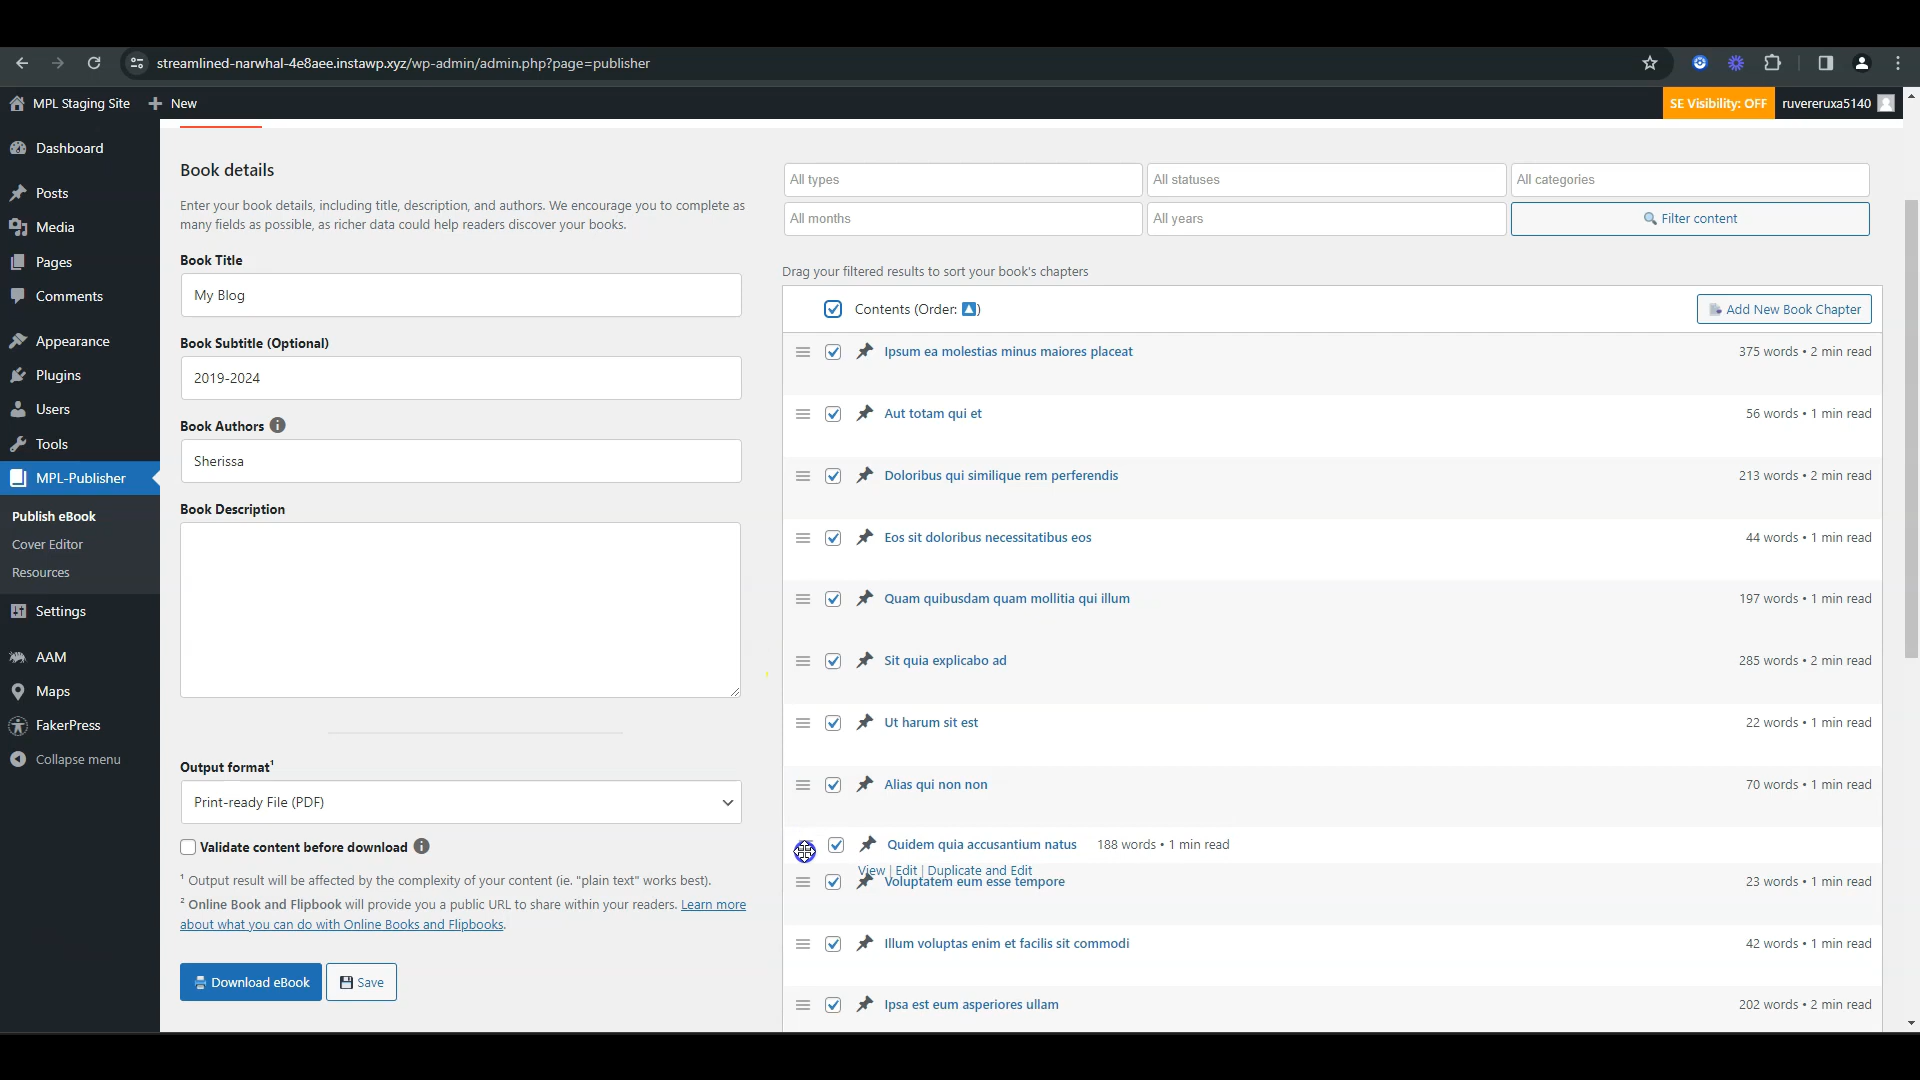 streamlined-narwhal-4e8aee.instawp.xyz/wp-admin/admin.php?page=publisher
MPL Staging Site
New
SE Visibility: OFF
ruvereruxa5140
Dashboard
Posts
Media
Pages
Comments
Appearance
Plugins
Users
Tools
MPL-Publisher
Publish eBook
Cover Editor
Resources
Settings
AAM
Maps
FakerPress
Collapse menu
Book details
Enter your book details, including title, description, and authors. We encourage you to complete as
many fields as possible, as richer data could help readers discover your books.
Book Title
My Blog
Book Subtitle (Optional)
2019-2024
Book Authors
Sherissa
Book Description
Output format¹
Print-ready File (PDF)
Validate content before download
¹ Output result will be affected by the complexity of your content (ie. "plain text" works best).
² Online Book and Flipbook will provide you a public URL to share within your readers. Learn more
about what you can do with Online Books and Flipbooks.
Download eBook
Save
All types
All statuses
All categories
All months
All years
Filter content
Drag your filtered results to sort your book's chapters
Contents (Order: )
Add New Book Chapter
Ipsum ea molestias minus maiores placeat 375 words • 2 min read
Aut totam qui et 56 words • 1 min read
Doloribus qui similique rem perferendis 213 words • 2 min read
Eos sit doloribus necessitatibus eos 44 words • 1 min read
Quam quibusdam quam mollitia qui illum 197 words • 1 min read
Sit quia explicabo ad 285 words • 2 min read
Ut harum sit est 22 words • 1 min read
Alias qui non non 70 words • 1 min read
Quidem quia accusantium natus 188 words • 1 min read
View | Edit | Duplicate and Edit
Voluptatem eum esse tempore 23 words • 1 min read
Illum voluptas enim et facilis sit commodi 42 words • 1 min read
Ipsa est eum asperiores ullam 202 words • 2 min read